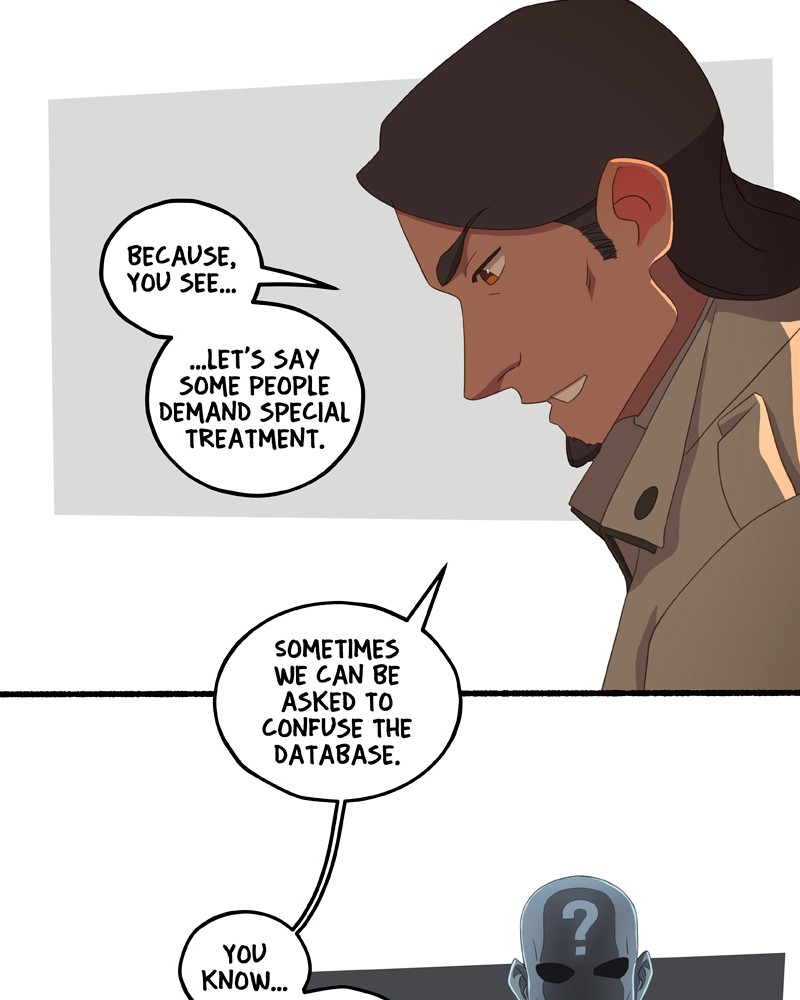 BECAUSE,
YOU SEE...
...LET'S SAY
SOME PEOPLE
DEMAND SPECIAL
TREATMENT.
SOMETIMES
WE CAN BE
ASKED TO
CONFUSE THE
DATABASE.
?
YOU
KNOW...